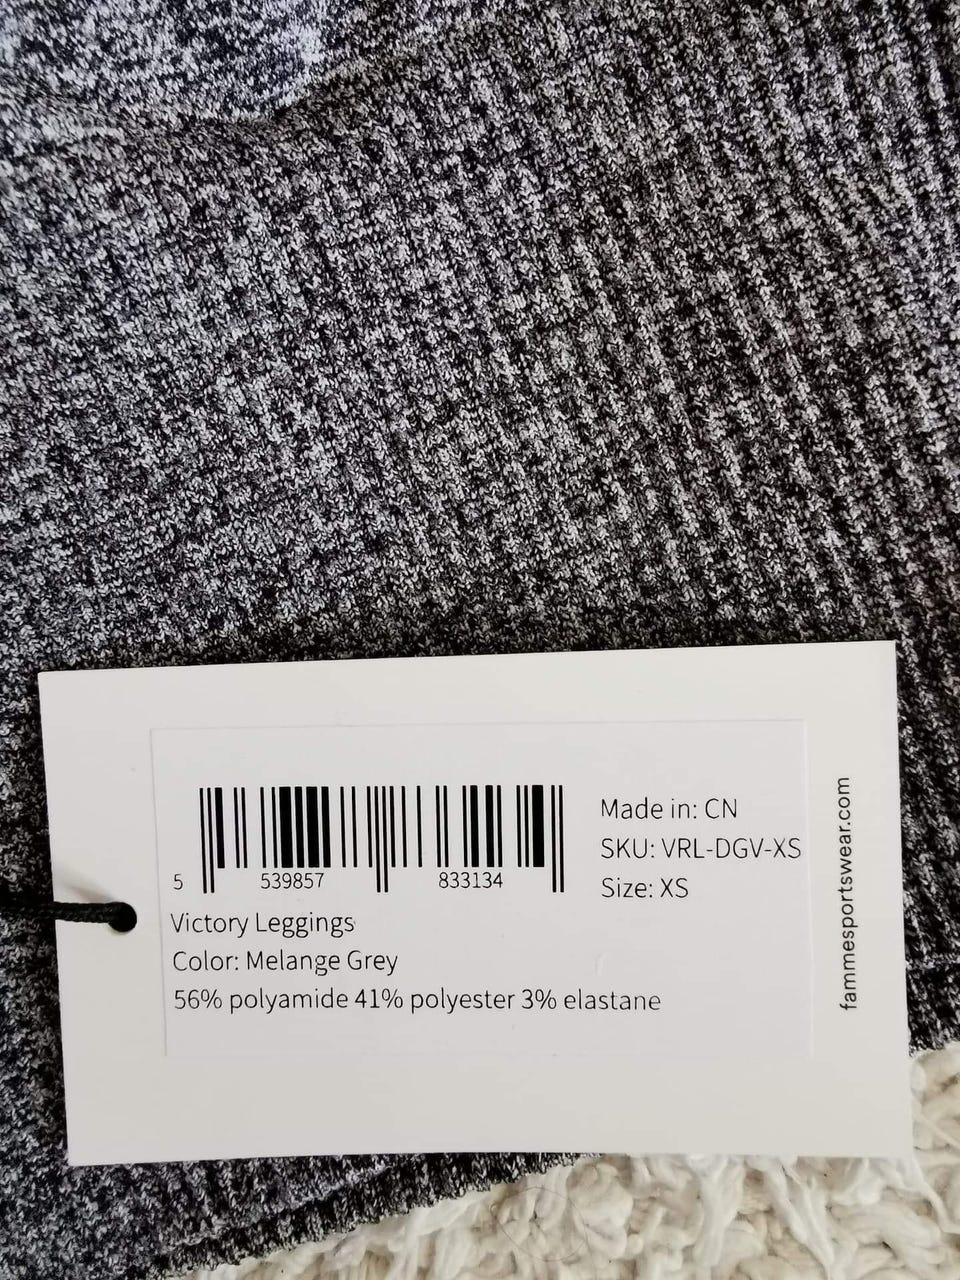 5 539857 833134
Made in: CN
SKU: VRL-DGV-XS
Size: XS
Victory Leggings
Color: Melange Grey
56% polyamide 41% polyester 3% elastane
fammesportswear.com